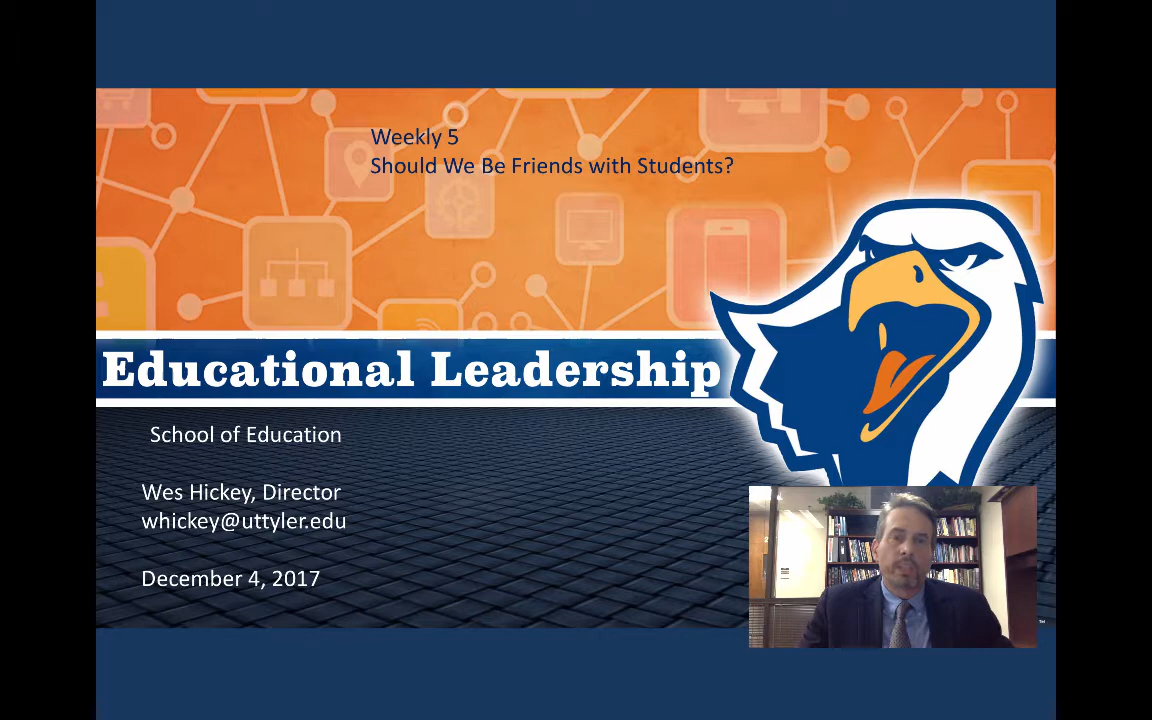 Weekly 5
Should We Be Friends with Students?
Educational Leadership
School of Education
Wes Hickey, Director
whickey@uttyler.edu
December 4, 2017